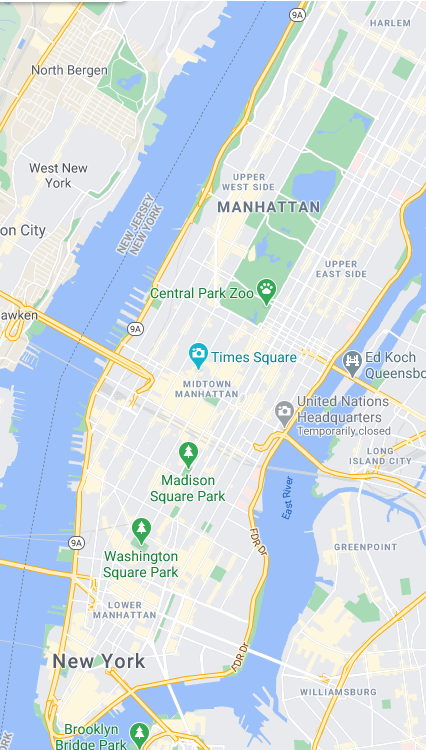 9A
HARLEM
North Bergen
West New
York
UPPER
WEST SIDE
MANHATTAN
NEW JERSEY
NEW YORK
on City
UPPER
EAST SIDE
Central Park Zoo
awken
9A
Times Square
Ed Koch
Queensbo
MIDTOWN
MANHATTAN
United Nations
Headquarters
Temporarily closed
LONG
ISLAND CITY
Madison
Square Park
East River
FDR Dr
9A
Washington
Square Park
GREENPOINT
LOWER
MANHATTAN
FDR Dr
New York
WILLIAMSBURG
Brooklyn
Bridge Park
RK